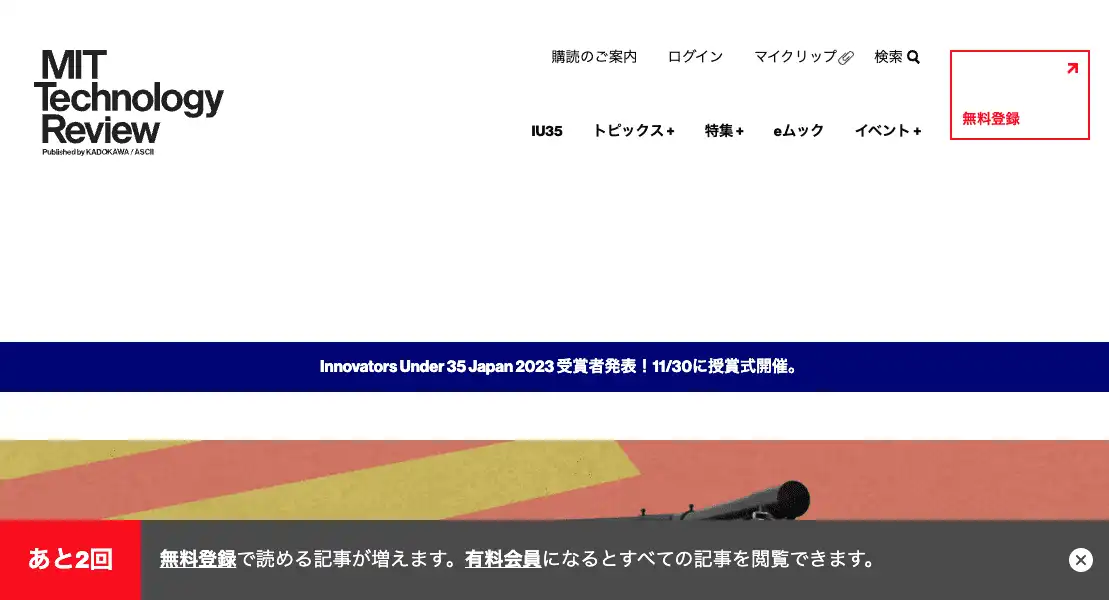 MIT
Technology
Review
Published by KADOKAWA / ASCII
購読のご案内 ログイン マイクリップ 検索
無料登録
IU35 トピックス+ 特集+ eムック イベント+
Innovators Under 35 Japan 2023 受賞者発表！11/30に授賞式開催。
あと2回
無料登録で読める記事が増えます。有料会員になるとすべての記事を閲覧できます。